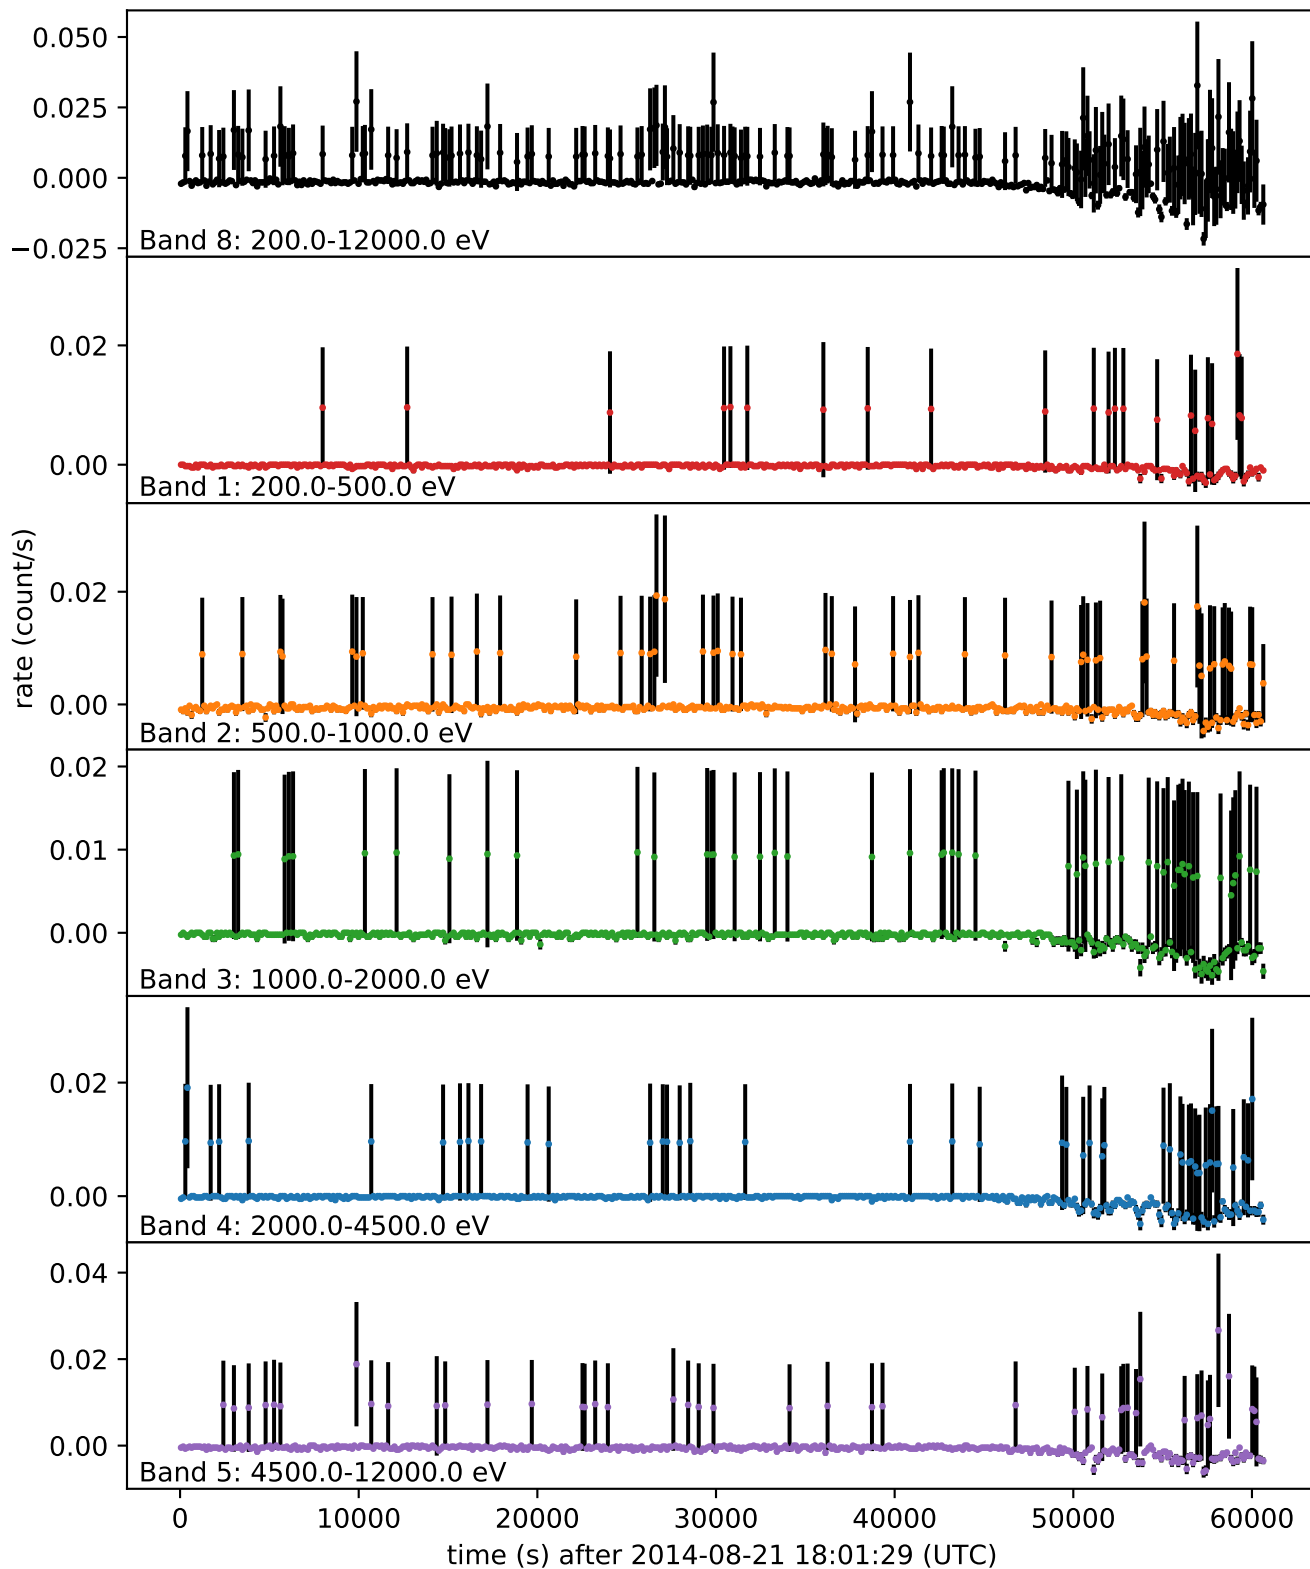 0.050
0.025
0.000
−0.025
Band 8: 200.0-12000.0 eV
0.02
0.00
Band 1: 200.0-500.0 eV
rate (count/s)
0.02
0.00
Band 2: 500.0-1000.0 eV
0.02
0.01
0.00
Band 3: 1000.0-2000.0 eV
0.02
0.00
Band 4: 2000.0-4500.0 eV
0.04
0.02
0.00
Band 5: 4500.0-12000.0 eV
0 10000 20000 30000 40000 50000 60000
time (s) after 2014-08-21 18:01:29 (UTC)